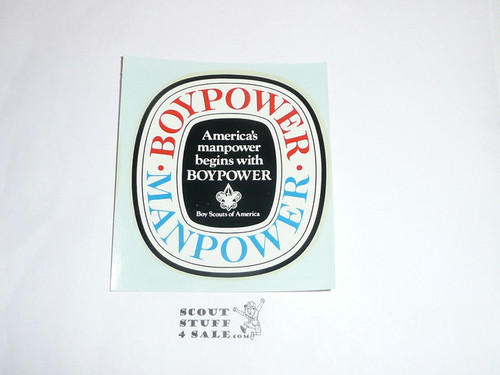 BOYPOWER
America's
manpower
begins with
BOYPOWER
Boy Scouts of America
MANPOWER
SCOUT
STUFF
4 SALE.COM